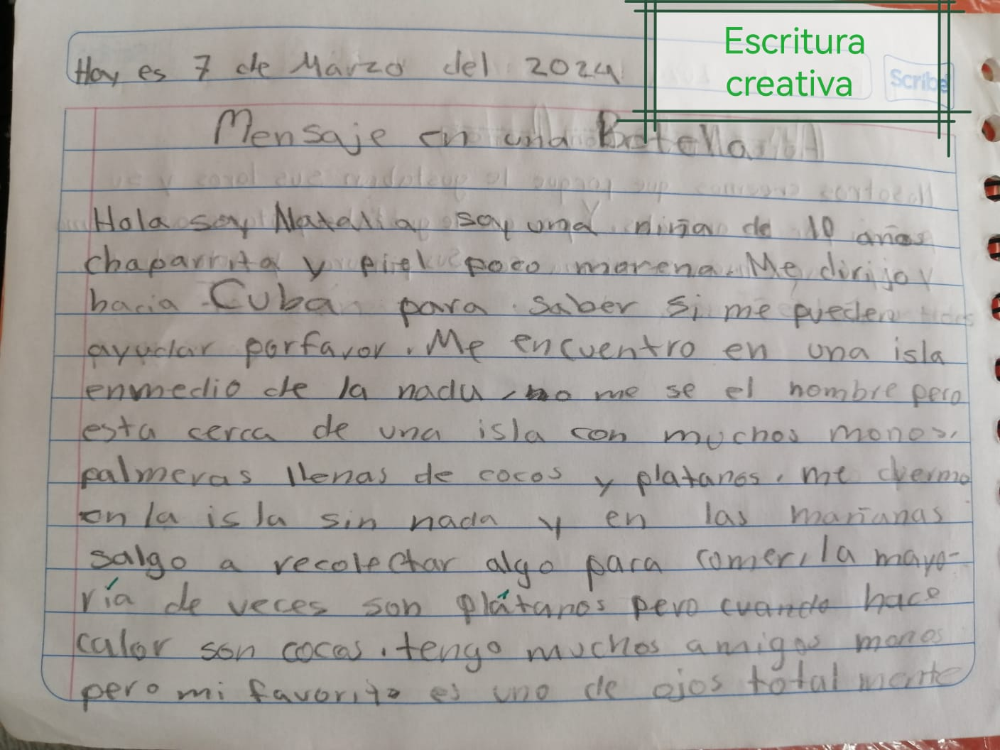 Escritura
creativa
Hoy es 7 de Marzo del 2024
Scribe
Mensaje en una Botella
Hola soy Natalia soy una niña de 10 años
chaparrita y piel poco morena. Me dirijo
hacia Cuba para saber si me pueden
ayudar porfavor. Me encuentro en una isla
enmedio de la nada, no me se el nombre pero
esta cerca de una isla con muchos monos,
palmeras llenas de cocos y platanos. me duermo
en la isla sin nada y en las mañanas
salgo a recolectar algo para comer, la mayo-
ría de veces son plátanos pero cuando hace
calor son cocos. tengo muchos amigos monos
pero mi favorito es uno de ojos totalmente